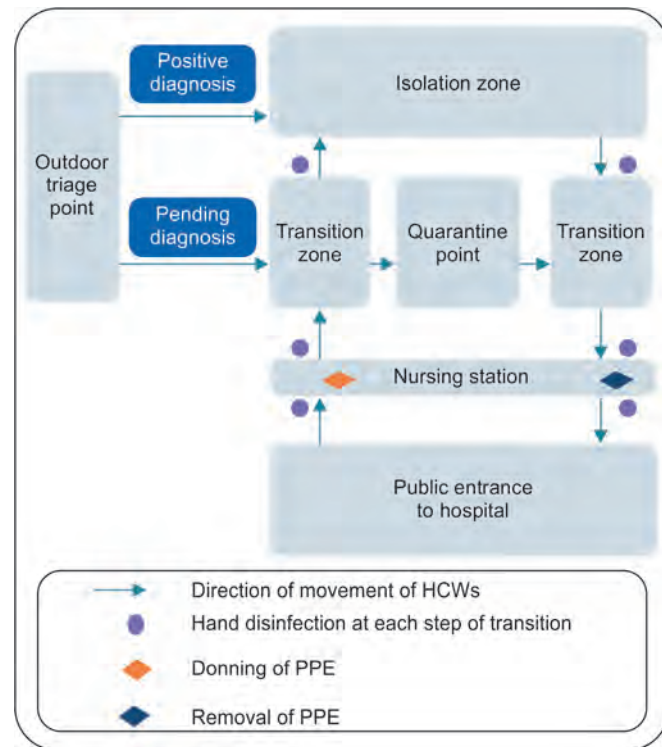 Positive
diagnosis
Isolation zone
Outdoor
triage
point
Pending
diagnosis
Transition
zone
Quarantine
point
Transition
zone
Nursing station
Public entrance
to hospital
Direction of movement of HCWs
Hand disinfection at each step of transition
Donning of PPE
Removal of PPE